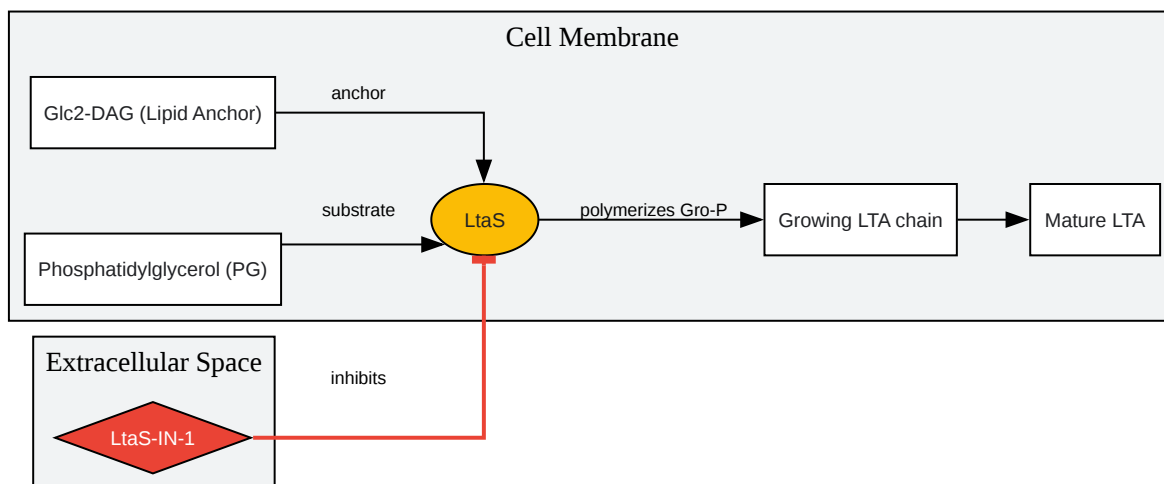 Cell Membrane
Glc2-DAG (Lipid Anchor)
anchor
substrate
Phosphatidylglycerol (PG)
LtaS
polymerizes Gro-P
Growing LTA chain
Mature LTA
Extracellular Space
inhibits
LtaS-IN-1